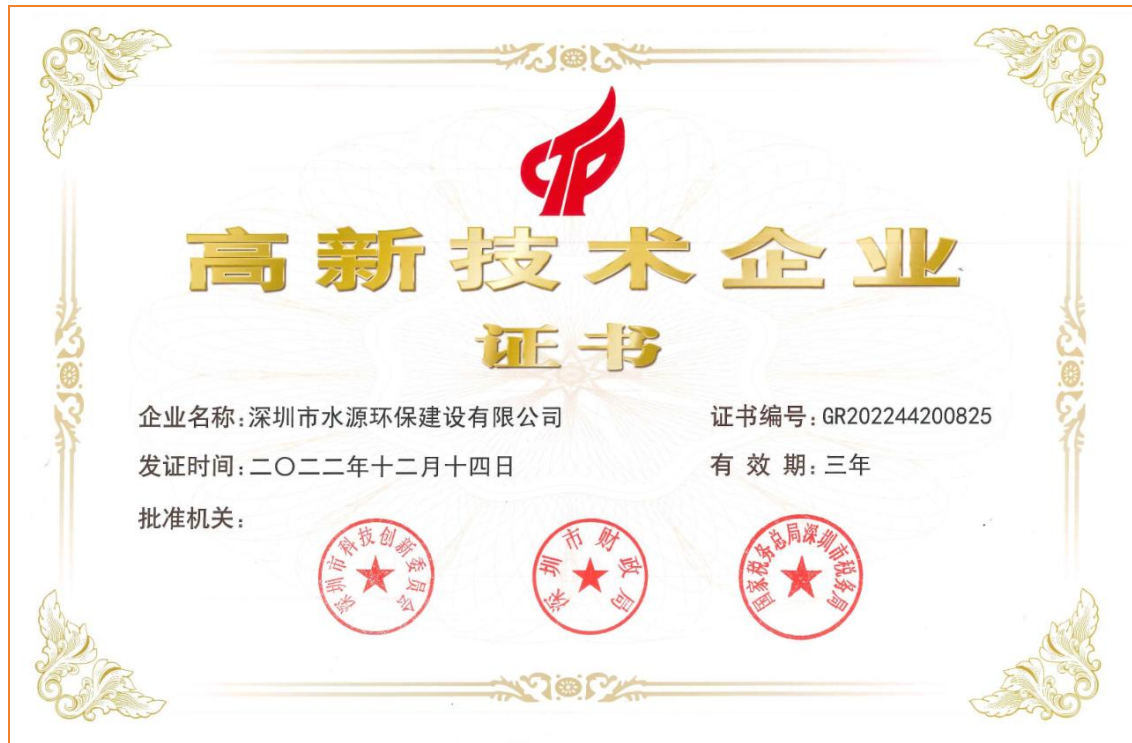 CTP
高新技术企业
证书
企业名称:深圳市水源环保建设有限公司
证书编号:GR202244200825
发证时间:二〇二二年十二月十四日
有效期:三年
批准机关:
深圳市科技创新委员会
深圳市财政局
国家税务总局深圳市税务局